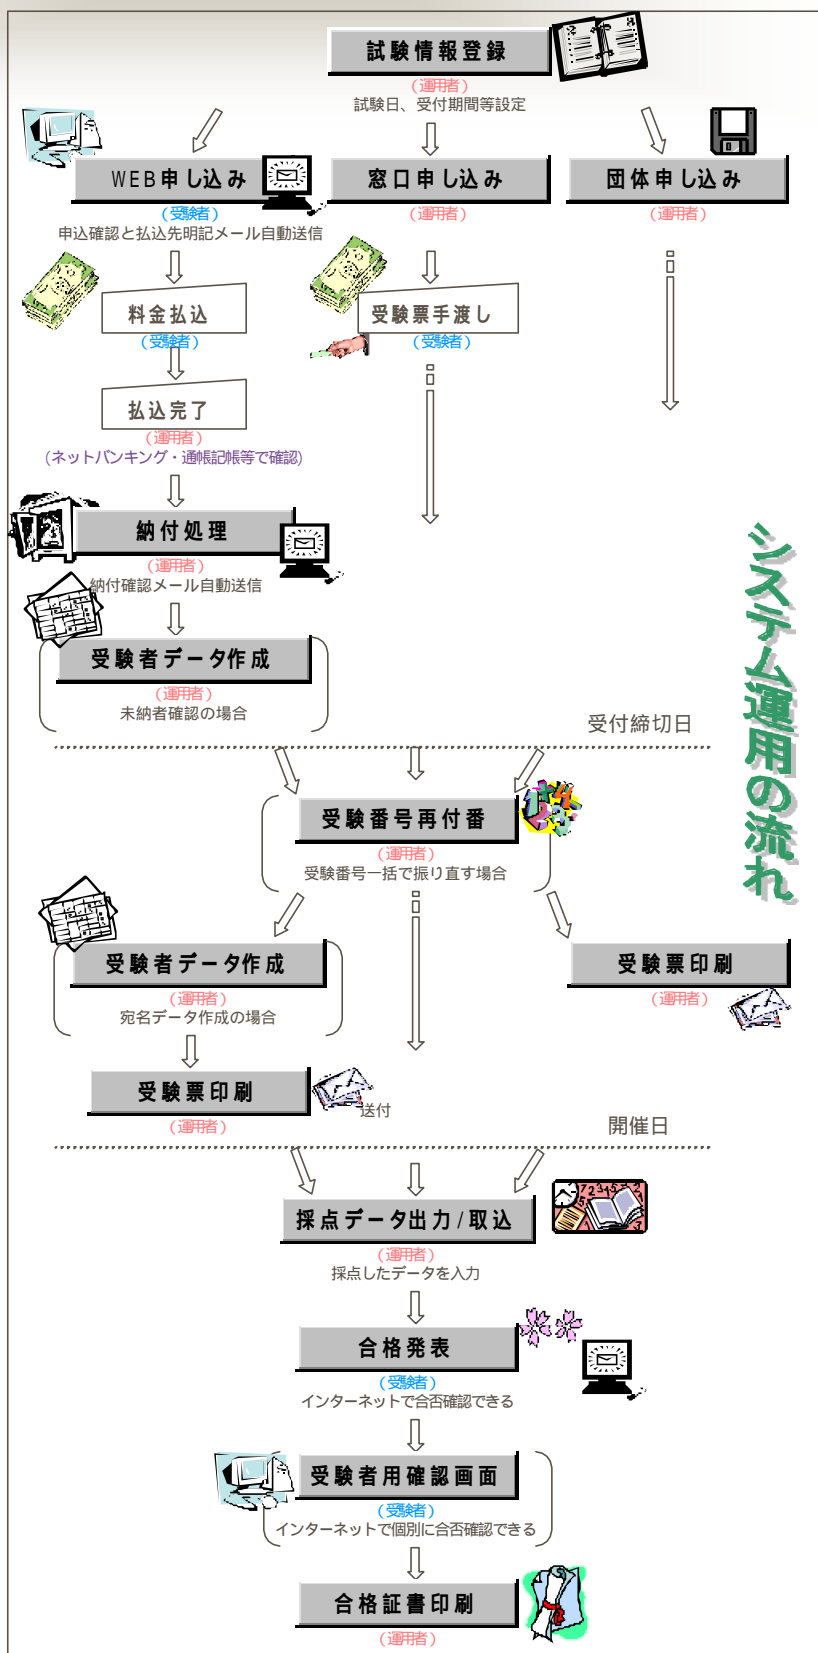 試験情報登録
(運用者)
試験日、受付期間等設定
WEB申し込み
(受験者)
申込確認と払込先明記メール自動送信
窓口申し込み
(運用者)
団体申し込み
(運用者)
料金払込
(受験者)
受験票手渡し
(受験者)
払込完了
(運用者)
(ネットバンキング・通帳記帳等で確認)
納付処理
(運用者)
納付確認メール自動送信
受験者データ作成
(運用者)
未納者確認の場合
システム運用の流れ
受付締切日
受験番号再付番
(運用者)
受験番号一括で振り直す場合
受験者データ作成
(運用者)
宛名データ作成の場合
受験票印刷
(運用者)
受験票印刷
(運用者)
送付
開催日
採点データ出力/取込
(運用者)
採点したデータを入力
合格発表
(受験者)
インターネットで合否確認できる
受験者用確認画面
(受験者)
インターネットで個別に合否確認できる
合格証書印刷
(運用者)